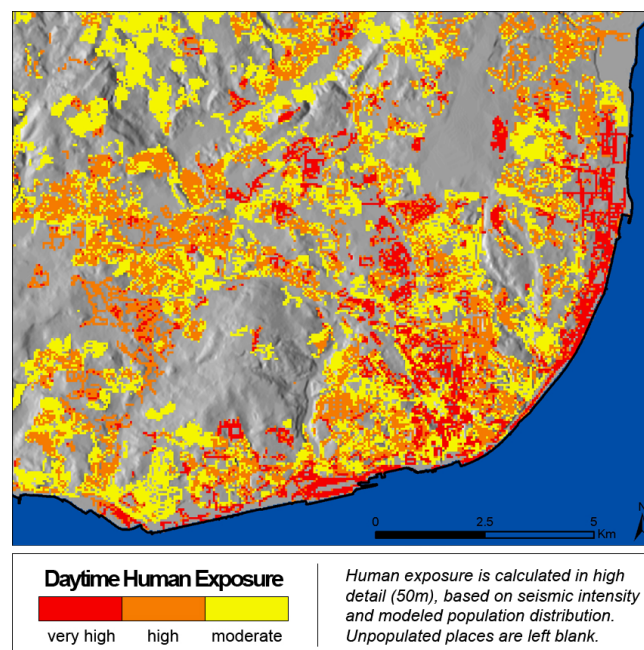 N
0 2.5 5
Km
Daytime Human Exposure
very high high moderate
Human exposure is calculated in high
detail (50m), based on seismic intensity
and modeled population distribution.
Unpopulated places are left blank.